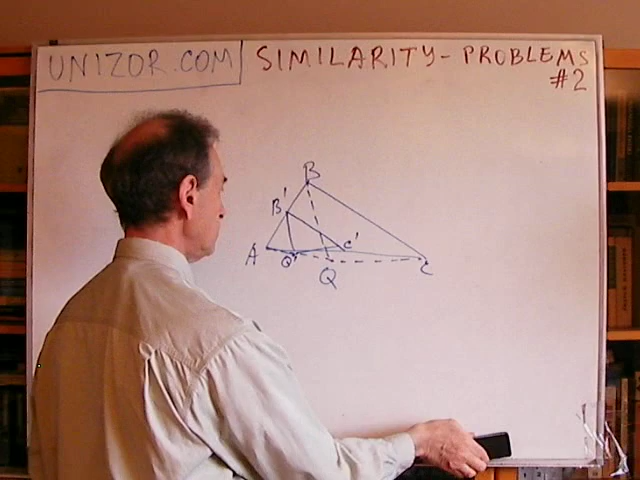 UNIZOR.COM SIMILARITY - PROBLEMS
#2
B
B'
A Q' C'
Q C